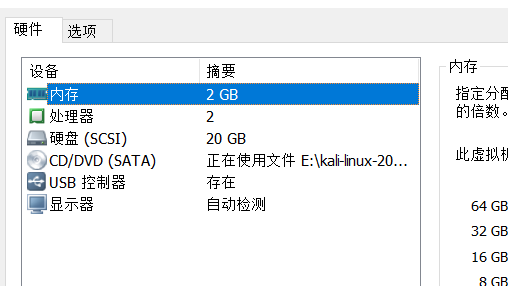 硬件 选项
设备 摘要
内存 2 GB
处理器 2
硬盘 (SCSI) 20 GB
CD/DVD (SATA) 正在使用文件 E:\kali-linux-20...
USB 控制器 存在
显示器 自动检测
内存
指定分配
的倍数。
此虚拟机
64 GB
32 GB
16 GB
8 GB